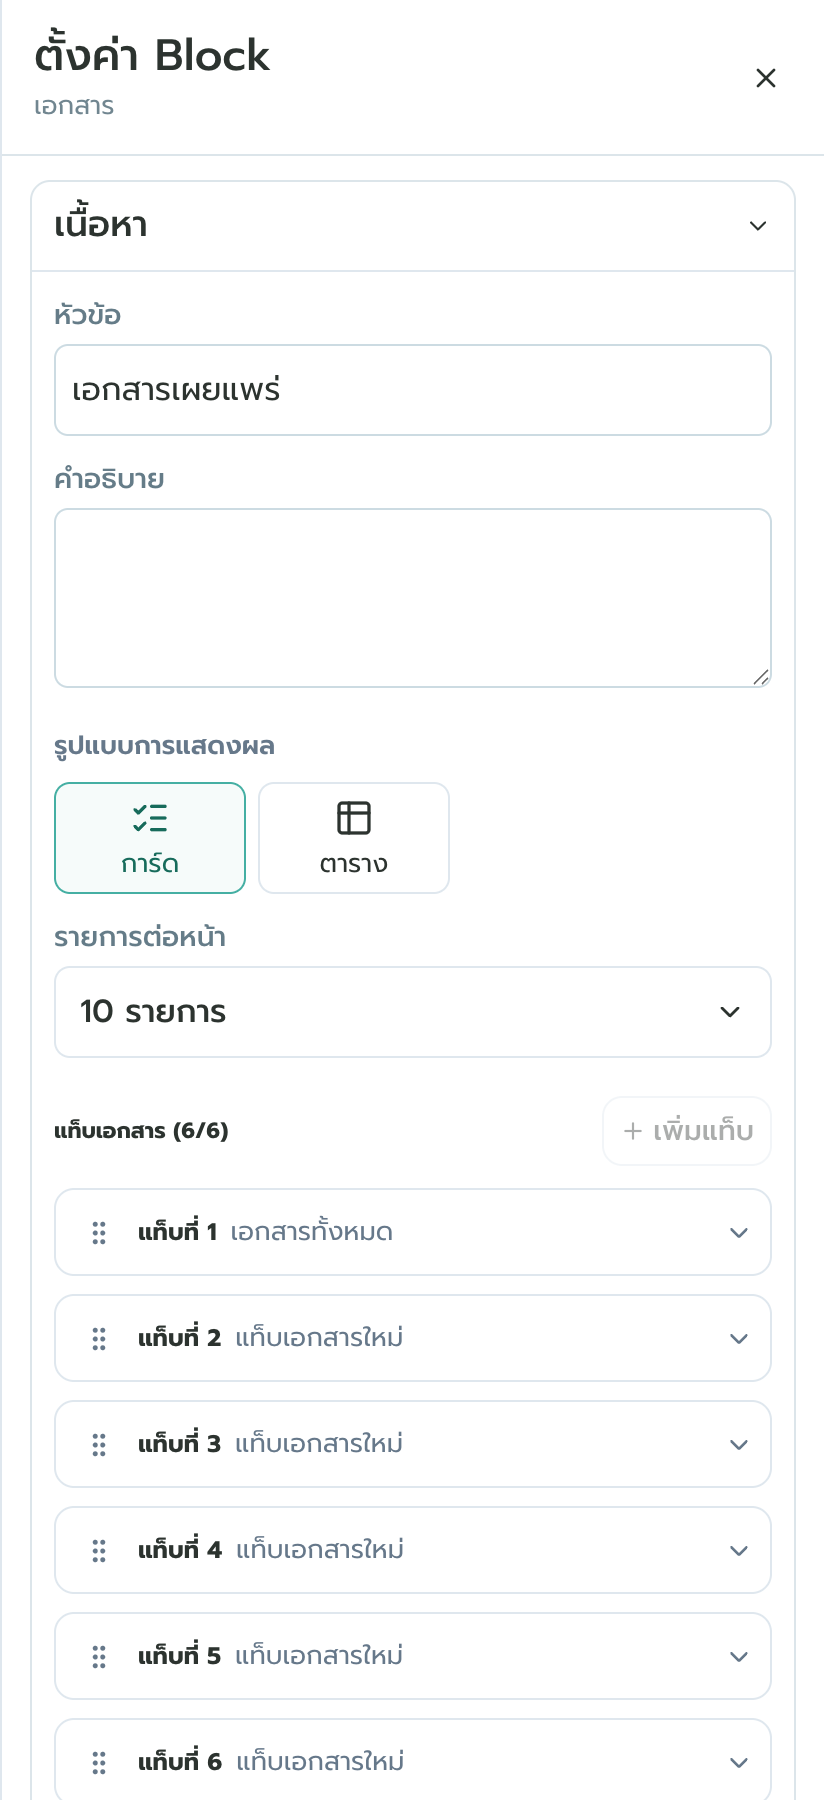 ตั้งค่า Block
เอกสาร
เนื้อหา
หัวข้อ
เอกสารเผยแพร่
คำอธิบาย
รูปแบบการแสดงผล
การ์ด
ตาราง
รายการต่อหน้า
10 รายการ
แท็บเอกสาร (6/6)
+ เพิ่มแท็บ
แท็บที่ 1 เอกสารทั้งหมด
แท็บที่ 2 แท็บเอกสารใหม่
แท็บที่ 3 แท็บเอกสารใหม่
แท็บที่ 4 แท็บเอกสารใหม่
แท็บที่ 5 แท็บเอกสารใหม่
แท็บที่ 6 แท็บเอกสารใหม่